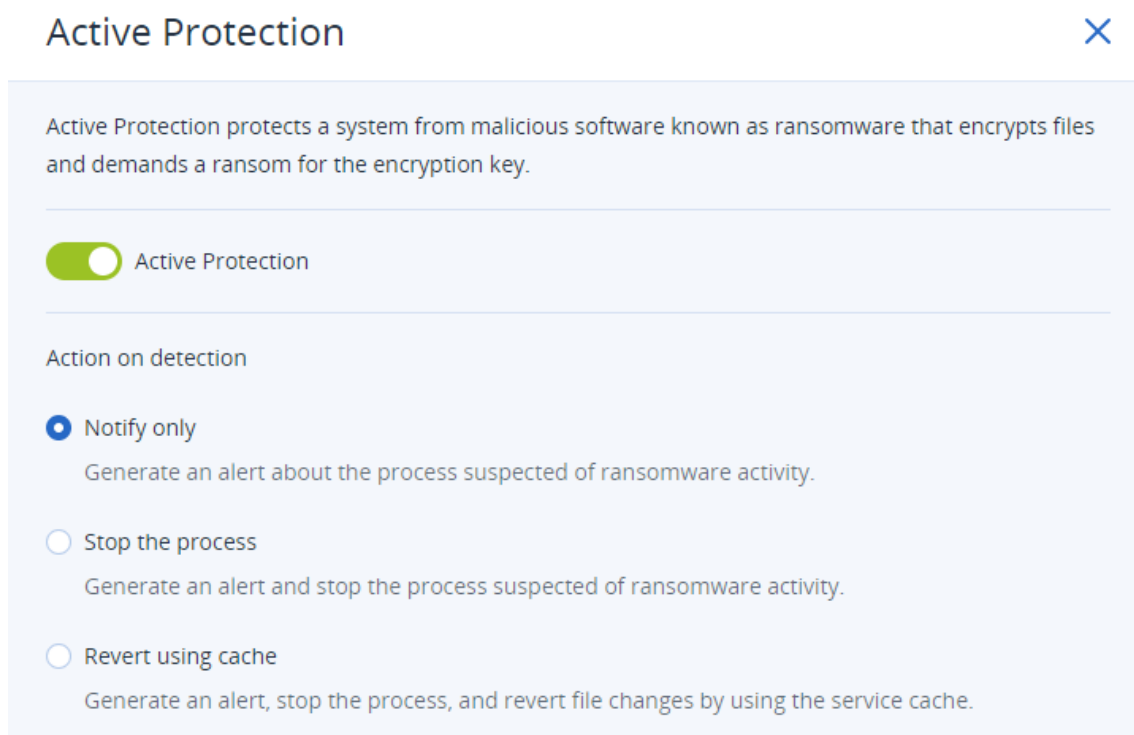 Active Protection
Active Protection protects a system from malicious software known as ransomware that encrypts files
and demands a ransom for the encryption key.
Active Protection
Action on detection
Notify only
Generate an alert about the process suspected of ransomware activity.
Stop the process
Generate an alert and stop the process suspected of ransomware activity.
Revert using cache
Generate an alert, stop the process, and revert file changes by using the service cache.